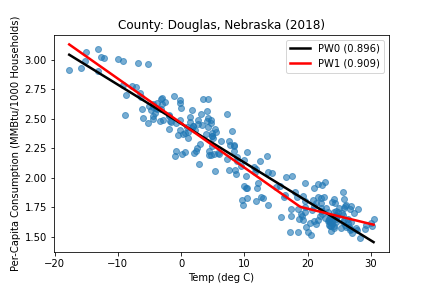 County: Douglas, Nebraska (2018)
PW0 (0.896)
PW1 (0.909)
Per-Capita Consumption (MMBtu/1000 Households)
3.00
2.75
2.50
2.25
2.00
1.75
1.50
−20 −10 0 10 20 30
Temp (deg C)